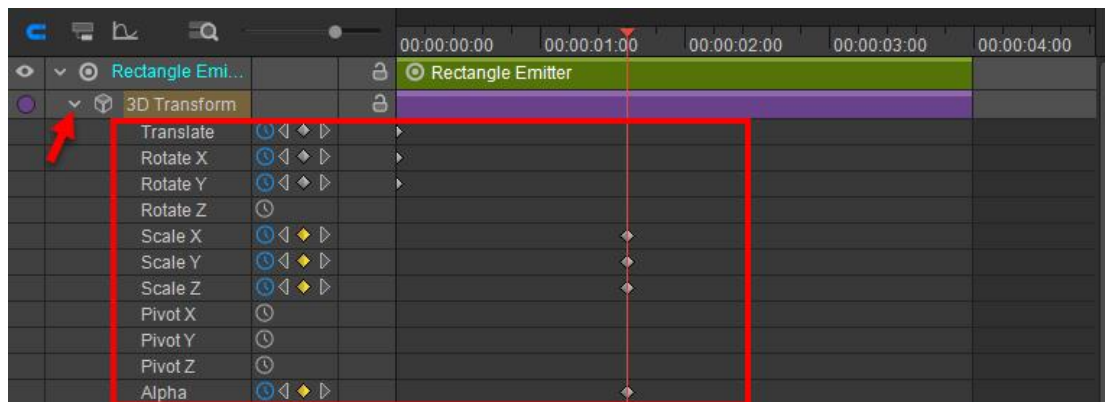 00:00:00:00 00:00:01:00 00:00:02:00 00:00:03:00 00:00:04:00
Rectangle Emi... Rectangle Emitter
3D Transform
Translate
Rotate X
Rotate Y
Rotate Z
Scale X
Scale Y
Scale Z
Pivot X
Pivot Y
Pivot Z
Alpha